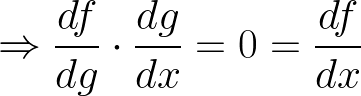 ⇒ df/dg · dg/dx = 0 = df/dx